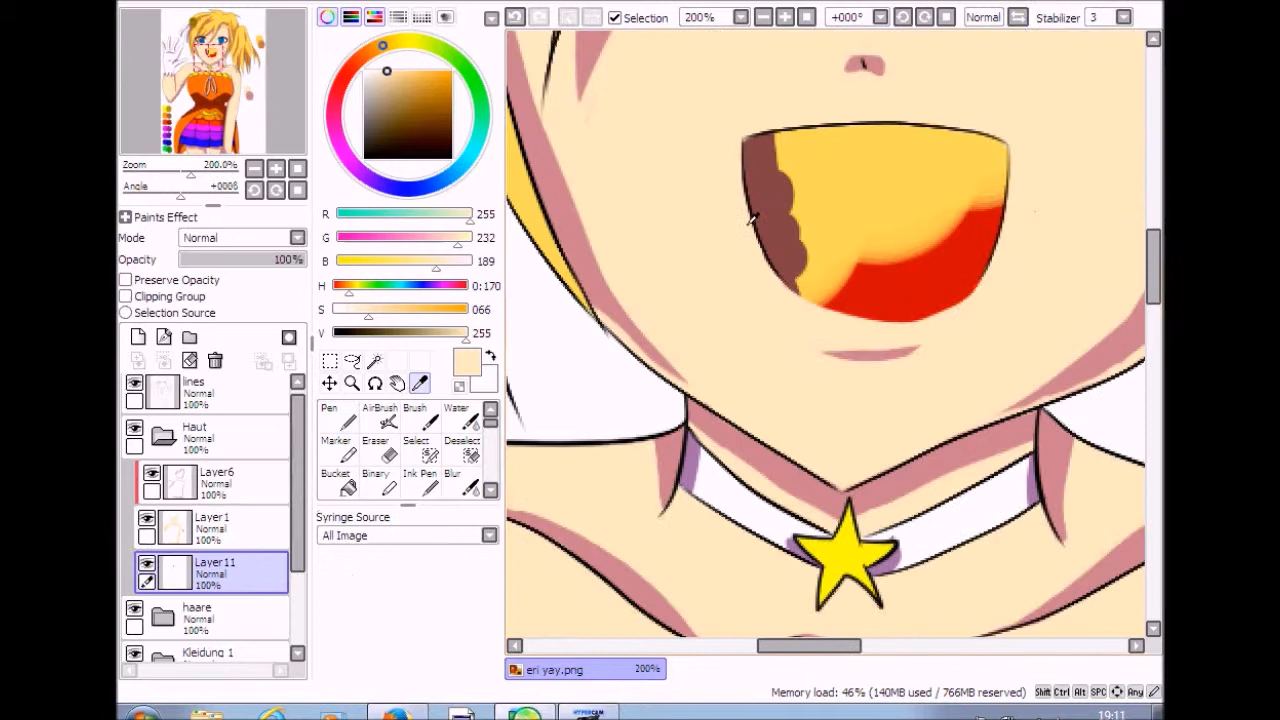 Selection 200% +000° Normal Stabilizer 3
Zoom 200.0%
Angle +0006
Paints Effect
Mode Normal
Opacity 100%
Preserve Opacity
Clipping Group
Selection Source
lines
Normal
100%
Haut
Normal
100%
Layer6
Normal
100%
Layer1
Normal
100%
Layer11
Normal
100%
haare
Normal
100%
Kleidung 1
Normal
R 255
G 232
B 189
H 0:170
S 066
V 255
Pen AirBrush Brush Water
Marker Eraser Select Deselect
Bucket Binary Ink Pen Blur
Syringe Source
All Image
eri yay.png 200%
Memory load: 46% (140MB used / 766MB reserved) Shift Ctrl Alt SPC Any
HYPERCAM
19:11